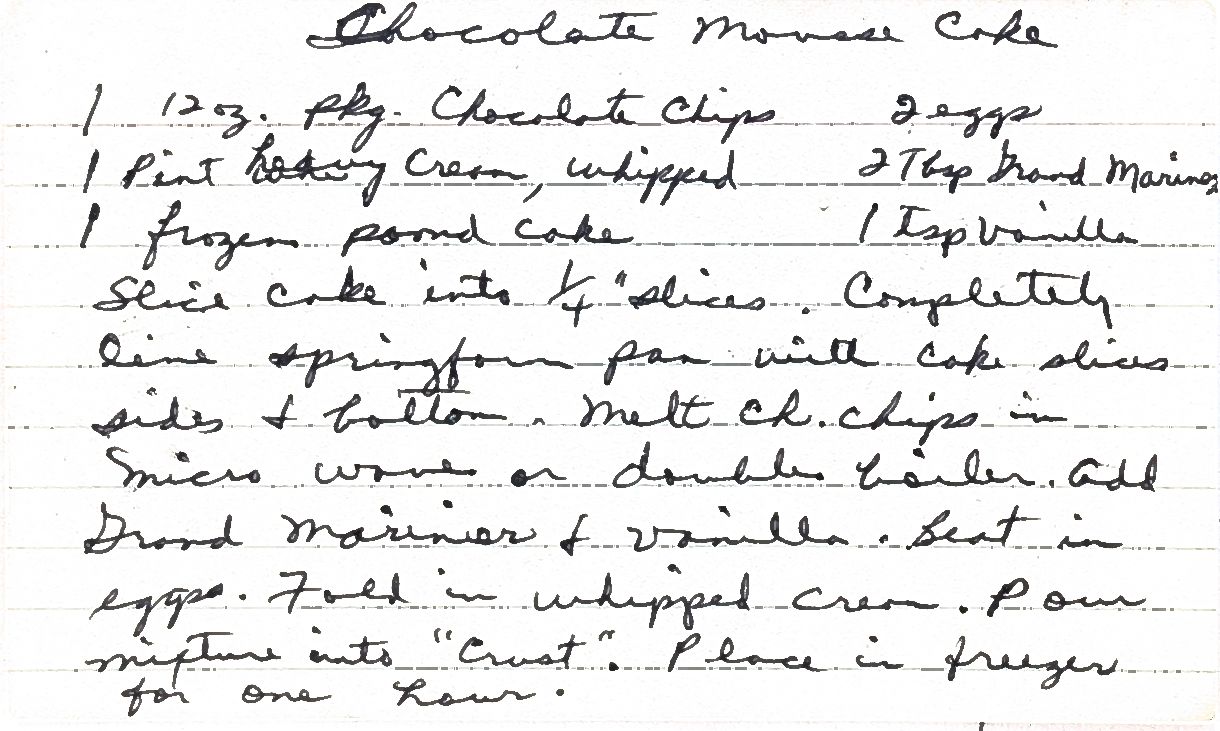 Chocolate Mousse Cake
1 12 oz. pkg. Chocolate Chips 2 eggs
1 Pint heavy Cream, whipped 2 Tbsp Grand Marinier
1 frozen pound cake 1 Tsp Vanilla
Slice cake into 1/4" slices. Completely
line springform pan with cake slices
sides & bottom. Melt Ch. chips in
micro wave or double boiler. Add
Grand Marinier & vanilla. Beat in
eggs. Fold in whipped cream. Pour
mixture into "Crust". Place in freezer
for one hour.